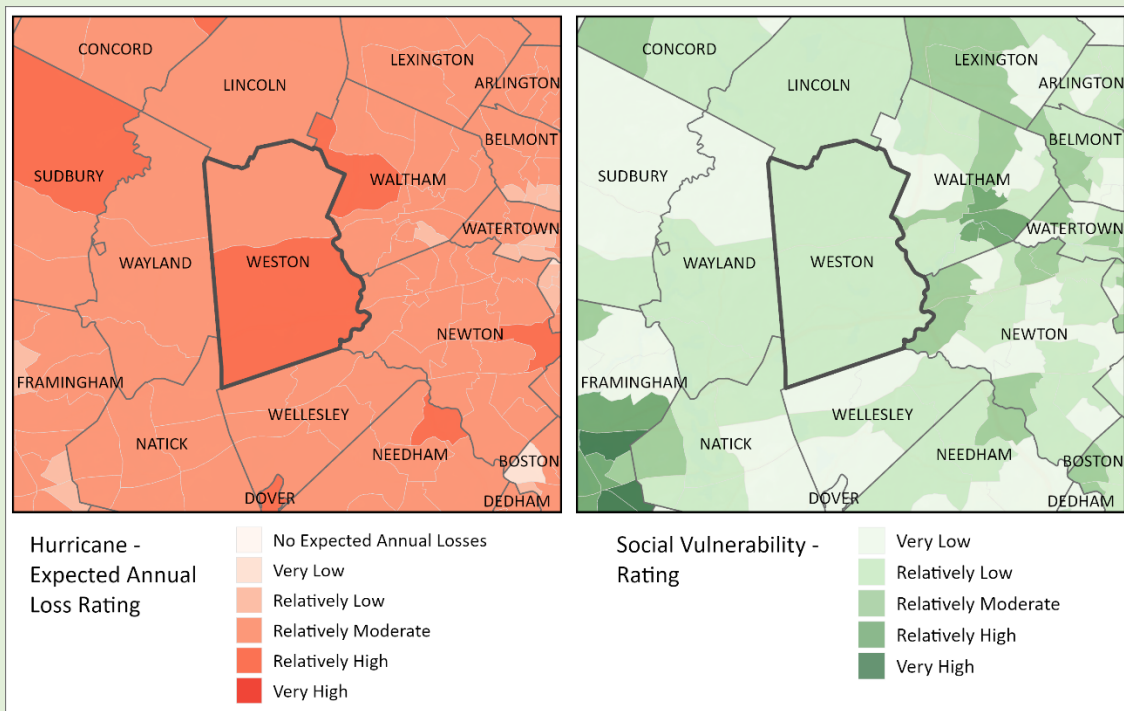 CONCORD
LEXINGTON
LINCOLN
ARLINGTON
BELMONT
SUDBURY
WALTHAM
WATERTOWN
WAYLAND
WESTON
NEWTON
FRAMINGHAM
WELLESLEY
NATICK
NEEDHAM
BOSTON
DOVER
DEDHAM
CONCORD
LEXINGTON
LINCOLN
ARLINGTON
BELMONT
SUDBURY
WALTHAM
WATERTOWN
WAYLAND
WESTON
NEWTON
FRAMINGHAM
WELLESLEY
NATICK
NEEDHAM
BOSTON
DOVER
DEDHAM
Hurricane -
Expected Annual
Loss Rating
No Expected Annual Losses
Very Low
Relatively Low
Relatively Moderate
Relatively High
Very High
Social Vulnerability -
Rating
Very Low
Relatively Low
Relatively Moderate
Relatively High
Very High